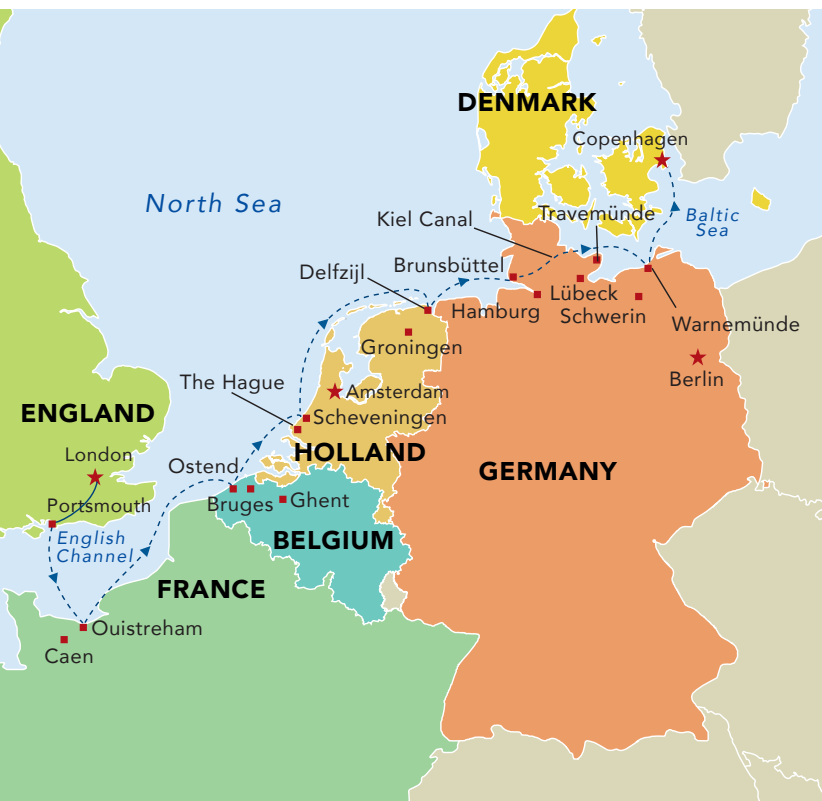 DENMARK
Copenhagen
North Sea
Kiel Canal
Travemünde
Baltic
Sea
Delfzijl
Brunsbüttel
Hamburg
Lübeck
Schwerin
Warnemünde
Groningen
Berlin
The Hague
Amsterdam
Scheveningen
ENGLAND
London
HOLLAND
GERMANY
Ostend
Portsmouth
Bruges
Ghent
English
Channel
BELGIUM
FRANCE
Ouistreham
Caen